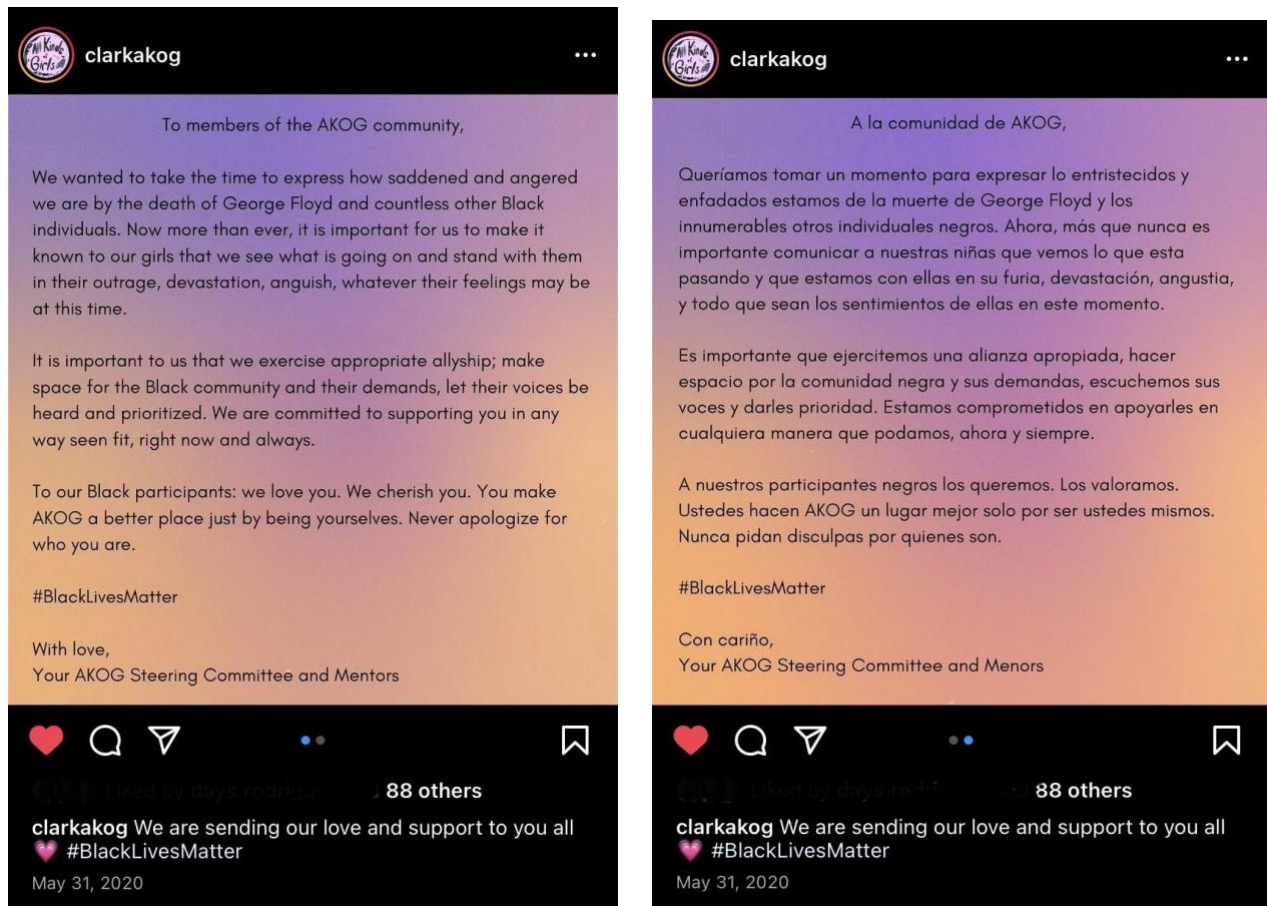 All Kinds of Girls
clarkakog
To members of the AKOG community,
We wanted to take the time to express how saddened and angered
we are by the death of George Floyd and countless other Black
individuals. Now more than ever, it is important for us to make it
known to our girls that we see what is going on and stand with them
in their outrage, devastation, anguish, whatever their feelings may be
at this time.
It is important to us that we exercise appropriate allyship; make
space for the Black community and their demands, let their voices be
heard and prioritized. We are committed to supporting you in any
way seen fit, right now and always.
To our Black participants: we love you. We cherish you. You make
AKOG a better place just by being yourselves. Never apologize for
who you are.
#BlackLivesMatter
With love,
Your AKOG Steering Committee and Mentors
88 others
clarkakog We are sending our love and support to you all
💗 #BlackLivesMatter
May 31, 2020
All Kinds of Girls
clarkakog
A la comunidad de AKOG,
Queríamos tomar un momento para expresar lo entristecidos y
enfadados estamos de la muerte de George Floyd y los
innumerables otros individuales negros. Ahora, más que nunca es
importante comunicar a nuestras niñas que vemos lo que esta
pasando y que estamos con ellas en su furia, devastación, angustia,
y todo que sean los sentimientos de ellas en este momento.
Es importante que ejercitemos una alianza apropiada, hacer
espacio por la comunidad negra y sus demandas, escuchemos sus
voces y darles prioridad. Estamos comprometidos en apoyarles en
cualquiera manera que podamos, ahora y siempre.
A nuestros participantes negros los queremos. Los valoramos.
Ustedes hacen AKOG un lugar mejor solo por ser ustedes mismos.
Nunca pidan disculpas por quienes son.
#BlackLivesMatter
Con cariño,
Your AKOG Steering Committee and Menors
88 others
clarkakog We are sending our love and support to you all
💗 #BlackLivesMatter
May 31, 2020